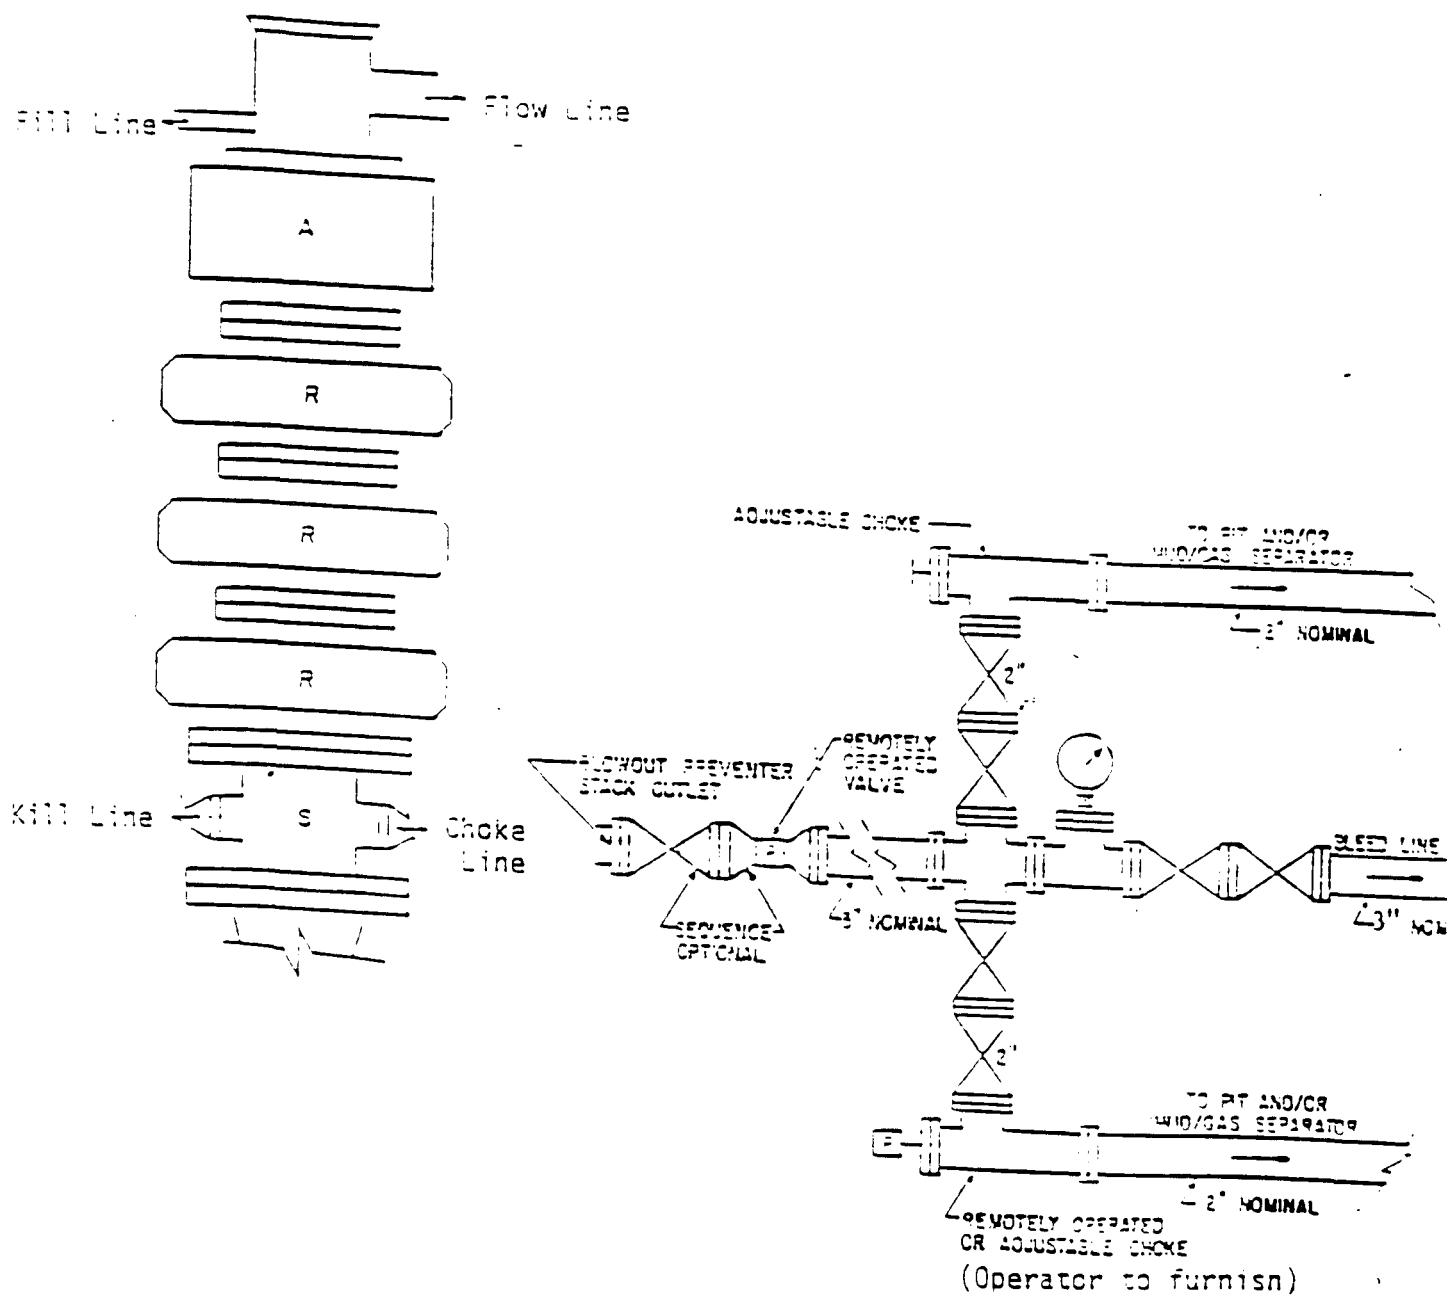 Fill Line
Flow Line
A
R
R
R
Kill Line
S
Choke
Line
ADJUSTABLE CHOKE
TO PIT AND/OR
MUD/GAS SEPARATOR
2" NOMINAL
2"
BLOWOUT PREVENTER
STACK OUTLET
REMOTELY
OPERATED
VALVE
BLEED LINE
3" NOMINAL
3" NOM
SEQUENCE
OPTIONAL
2"
TO PIT AND/OR
MUD/GAS SEPARATOR
2" NOMINAL
REMOTELY OPERATED
OR ADJUSTABLE CHOKE
(Operator to furnish)